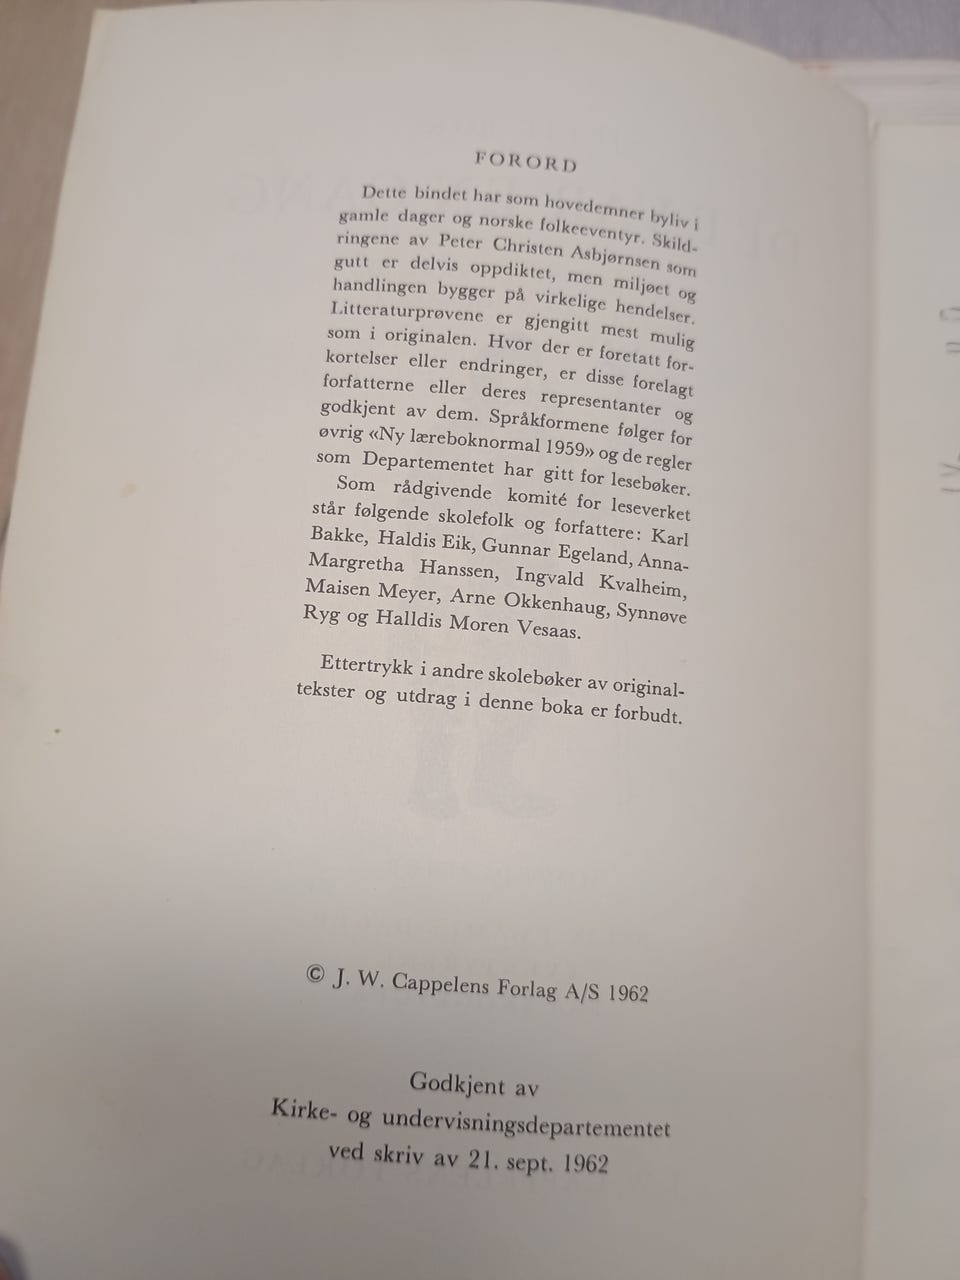 FORORD
Dette bindet har som hovedemner byliv i
gamle dager og norske folkeeventyr. Skild-
ringene av Peter Christen Asbjørnsen som
gutt er delvis oppdiktet, men miljøet og
handlingen bygger på virkelige hendelser.
Litteraturprøvene er gjengitt mest mulig
som i originalen. Hvor der er foretatt for-
kortelser eller endringer, er disse forelagt
forfatterne eller deres representanter og
godkjent av dem. Språkformene følger for
øvrig «Ny læreboknormal 1959» og de regler
som Departementet har gitt for lesebøker.
Som rådgivende komité for leseverket
står følgende skolefolk og forfattere: Karl
Bakke, Haldis Eik, Gunnar Egeland, Anna-
Margretha Hanssen, Ingvald Kvalheim,
Maisen Meyer, Arne Okkenhaug, Synnøve
Ryg og Halldis Moren Vesaas.
Ettertrykk i andre skolebøker av original-
tekster og utdrag i denne boka er forbudt.
© J. W. Cappelens Forlag A/S 1962
Godkjent av
Kirke- og undervisningsdepartementet
ved skriv av 21. sept. 1962